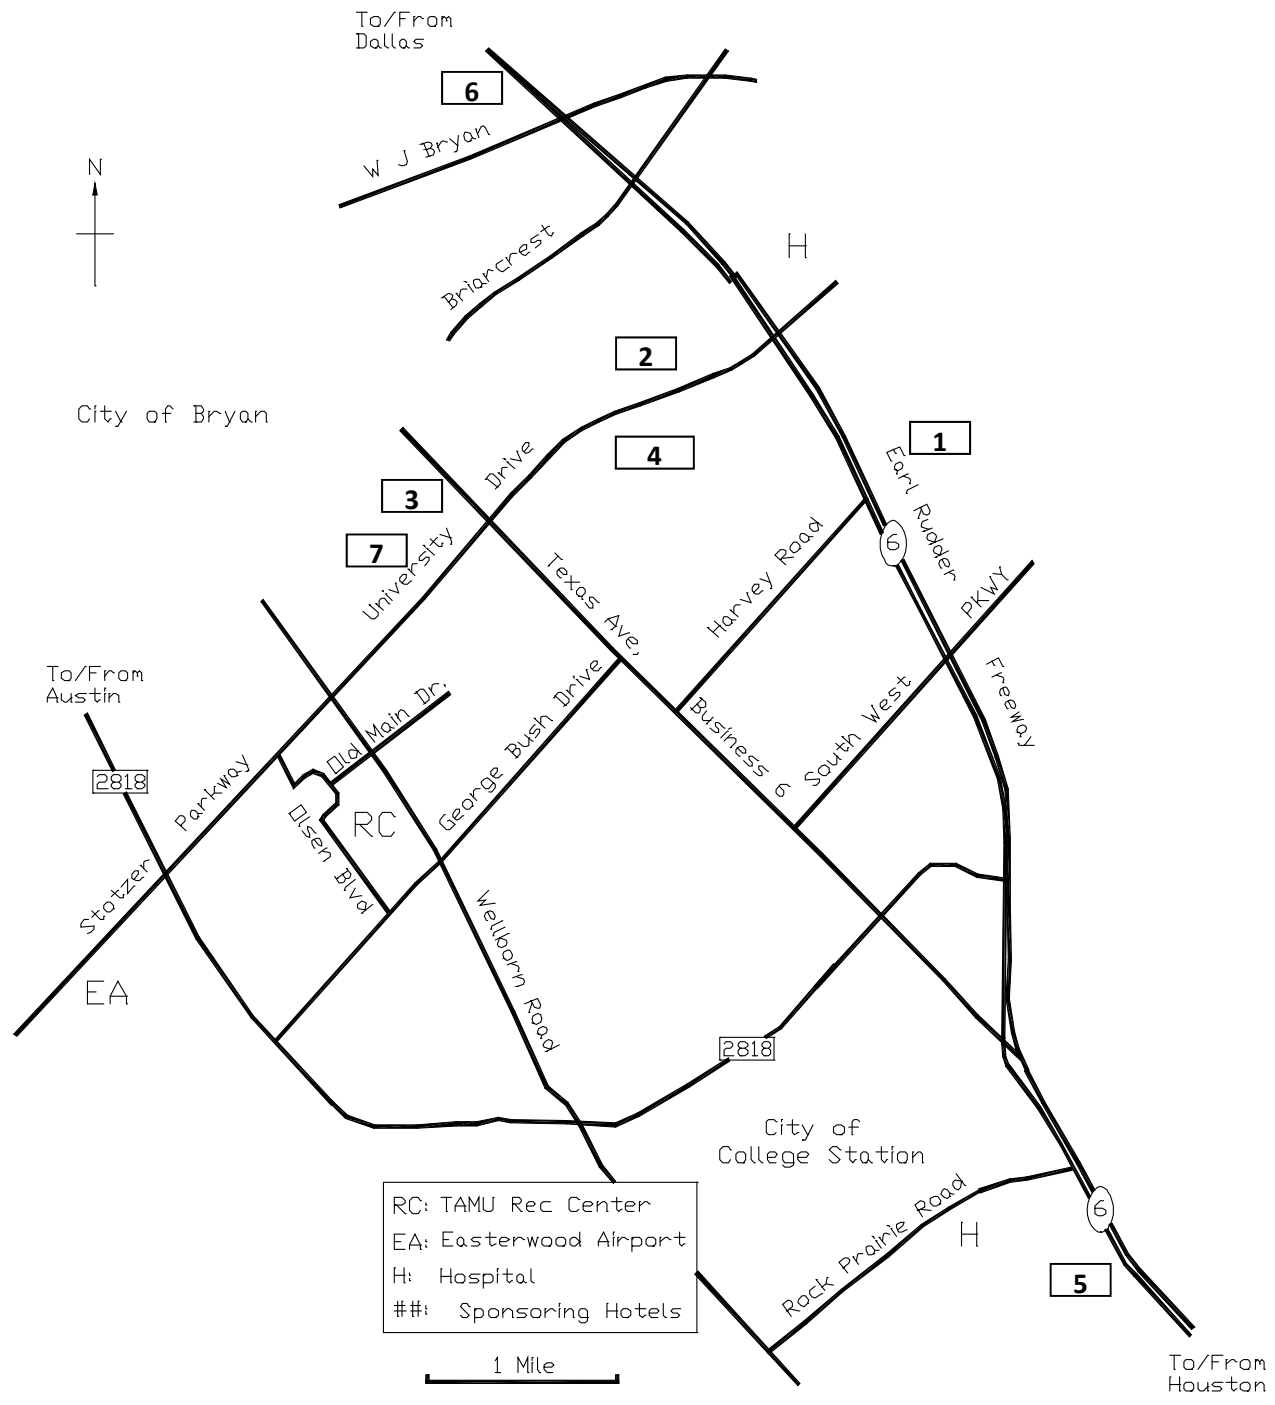 To/From
Dallas
6
W J Bryan
N
Briarcrest
H
2
City of Bryan
1
4
Drive
3
7
University
Earl Rudder
6
Texas Ave,
Harvey Road
PKWY
To/From
Austin
Old Main Dr.
George Bush Drive
Freeway
South West
Business 6
2818
Parkway
RC
Olsen Blvd
Stotzer
Wellborn Road
EA
2818
City of
College Station
Rock Prairie Road
6
H
5
RC: TAMU Rec Center
EA: Easterwood Airport
H: Hospital
##: Sponsoring Hotels
1 Mile
To/From
Houston